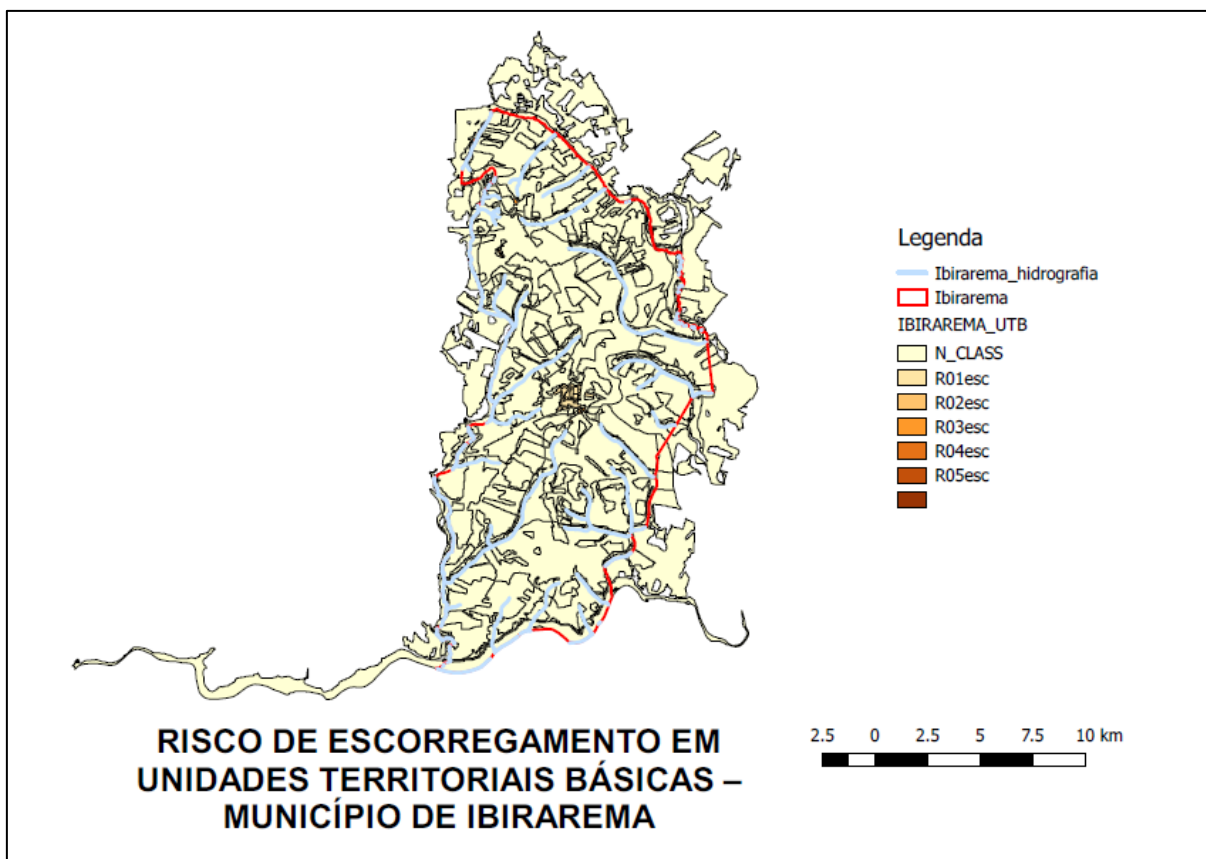 Legenda
Ibirarema_hidrografia
Ibirarema
IBIRAREMA_UTB
N_CLASS
R01esc
R02esc
R03esc
R04esc
R05esc
RISCO DE ESCORREGAMENTO EM
UNIDADES TERRITORIAIS BÁSICAS –
MUNICÍPIO DE IBIRAREMA
2.5 0 2.5 5 7.5 10 km